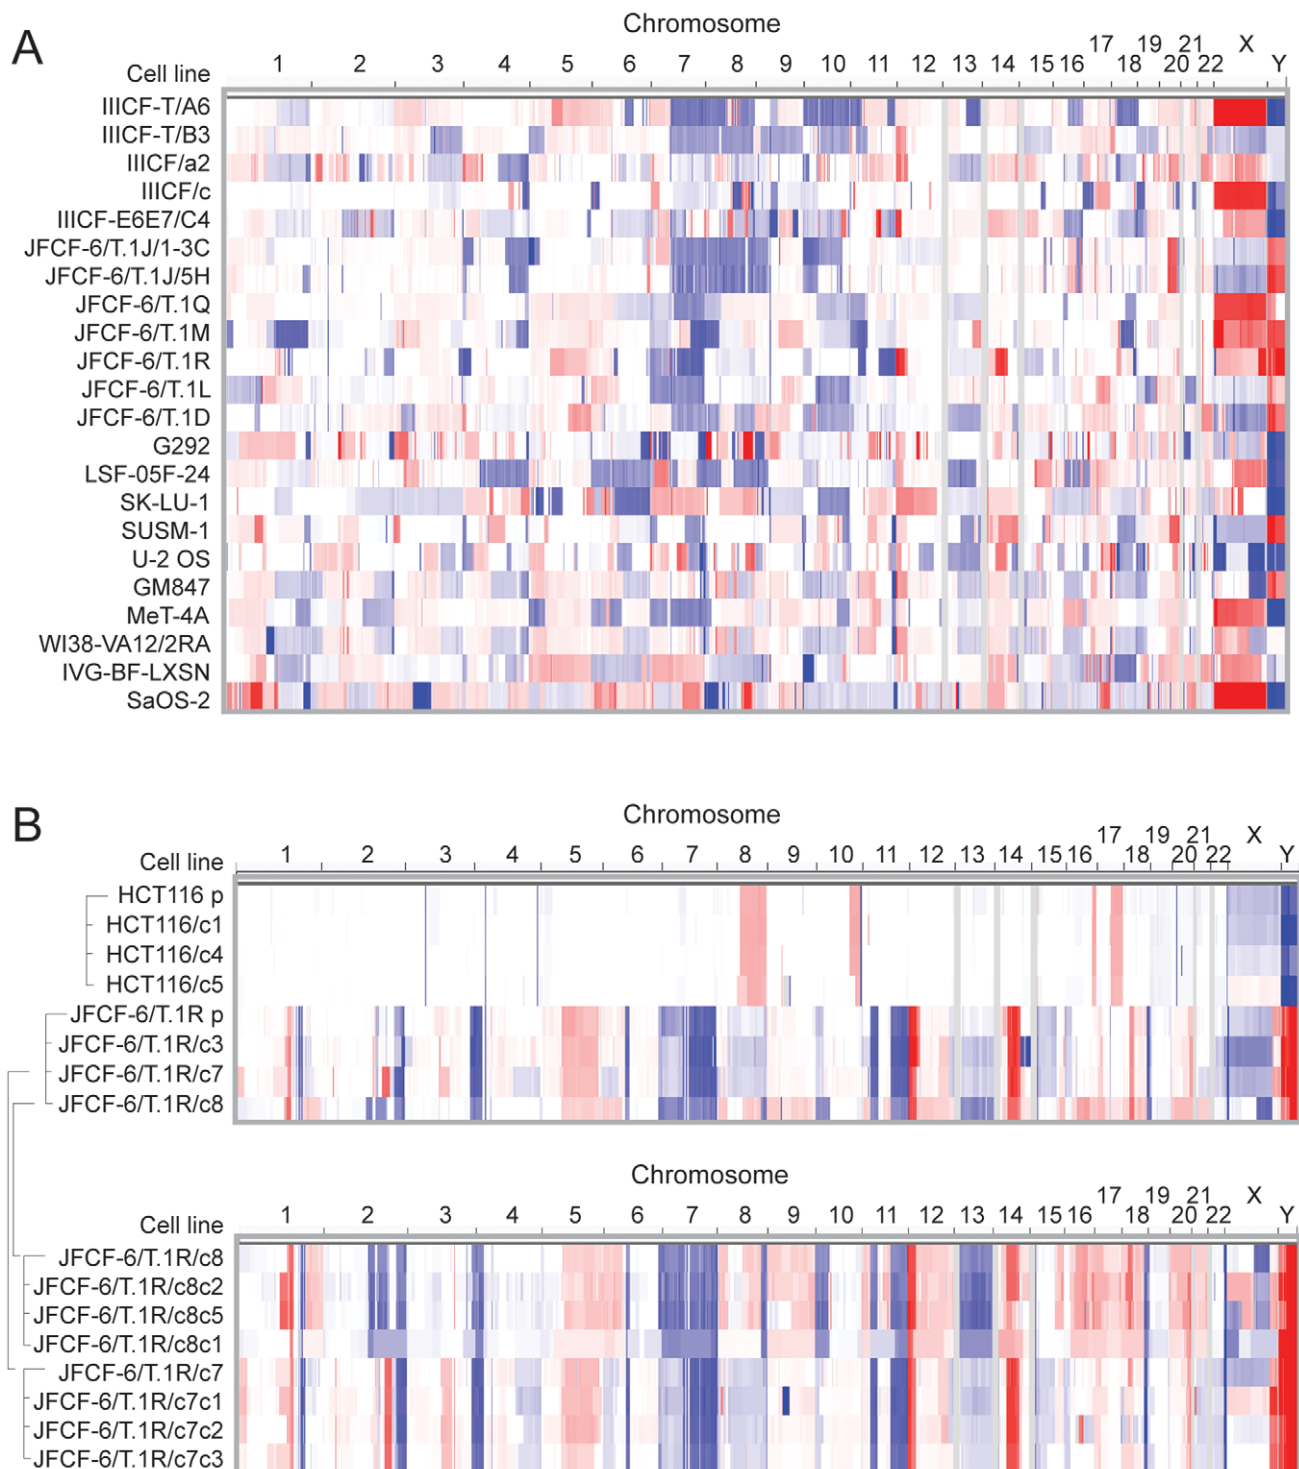 A
Chromosome
17 19 21 X
Cell line 1 2 3 4 5 6 7 8 9 10 11 12 13 14 15 16 18 20 22 Y
IIICF-T/A6
IIICF-T/B3
IIICF/a2
IIICF/c
IIICF-E6E7/C4
JFCF-6/T.1J/1-3C
JFCF-6/T.1J/5H
JFCF-6/T.1Q
JFCF-6/T.1M
JFCF-6/T.1R
JFCF-6/T.1L
JFCF-6/T.1D
G292
LSF-05F-24
SK-LU-1
SUSM-1
U-2 OS
GM847
MeT-4A
WI38-VA12/2RA
IVG-BF-LXSN
SaOS-2
B
Chromosome
17 19 21 X
Cell line 1 2 3 4 5 6 7 8 9 10 11 12 13 14 15 16 18 20 22 Y
HCT116 p
HCT116/c1
HCT116/c4
HCT116/c5
JFCF-6/T.1R p
JFCF-6/T.1R/c3
JFCF-6/T.1R/c7
JFCF-6/T.1R/c8
Chromosome
17 19 21 X
Cell line 1 2 3 4 5 6 7 8 9 10 11 12 13 14 15 16 18 20 22 Y
JFCF-6/T.1R/c8
JFCF-6/T.1R/c8c2
JFCF-6/T.1R/c8c5
JFCF-6/T.1R/c8c1
JFCF-6/T.1R/c7
JFCF-6/T.1R/c7c1
JFCF-6/T.1R/c7c2
JFCF-6/T.1R/c7c3